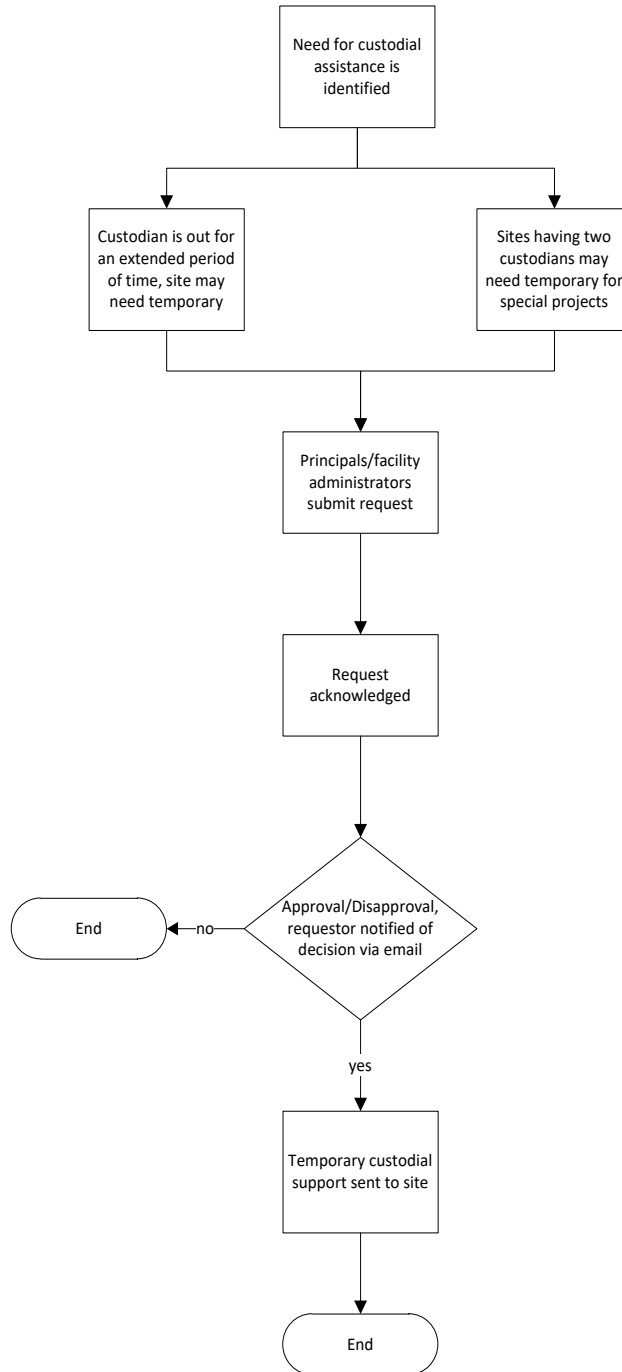 Need for custodial
assistance is
identified
Custodian is out for
an extended period
of time, site may
need temporary
Sites having two
custodians may
need temporary for
special projects
Principals/facility
administrators
submit request
Request
acknowledged
Approval/Disapproval,
requestor notified of
decision via email
no
End
yes
Temporary custodial
support sent to site
End